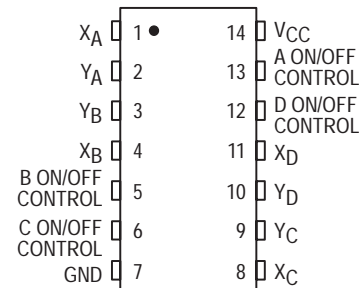 XA 1 14 VCC
YA 2 13 A ON/OFF CONTROL
YB 3 12 D ON/OFF CONTROL
XB 4 11 XD
B ON/OFF CONTROL 5 10 YD
C ON/OFF CONTROL 6 9 YC
GND 7 8 XC